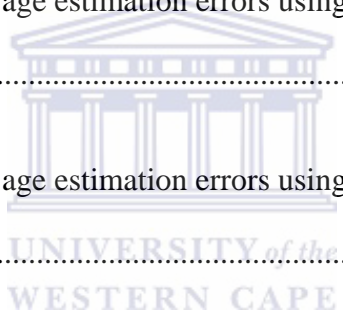 age estimation errors using
................................................
age estimation errors using
................................................
UNIVERSITY of the
WESTERN CAPE